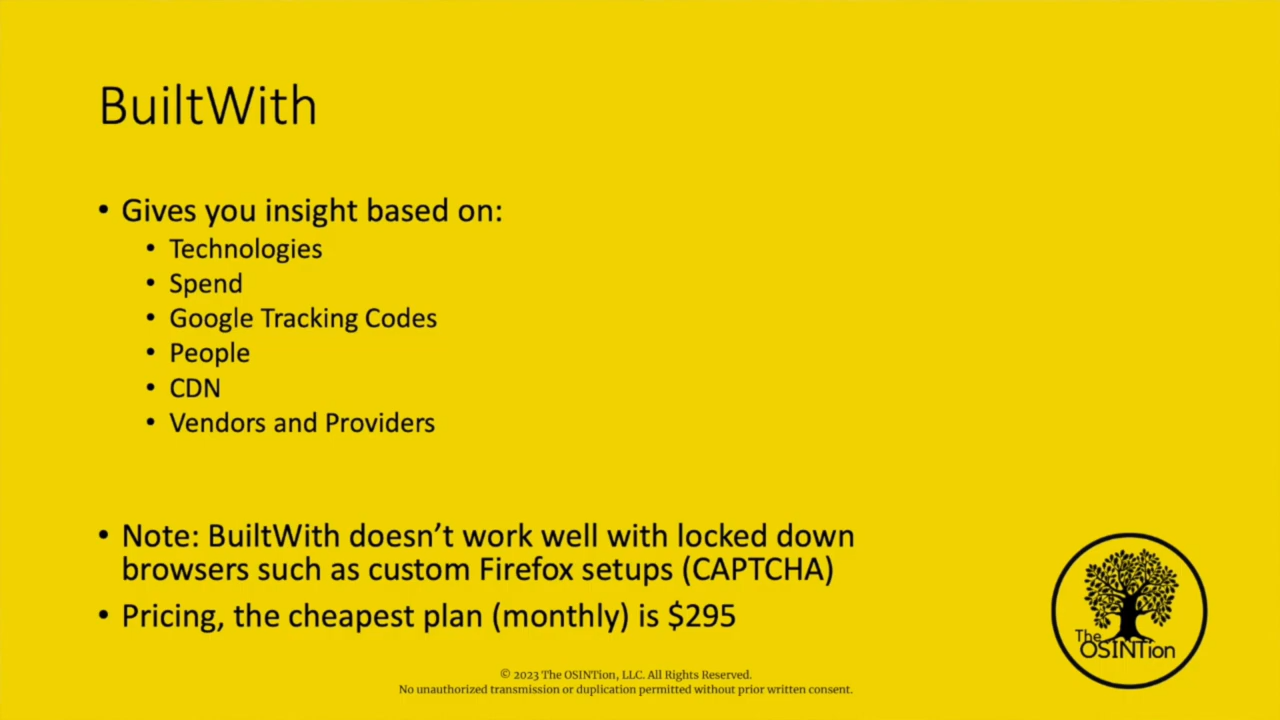 BuiltWith
• Gives you insight based on:
• Technologies
• Spend
• Google Tracking Codes
• People
• CDN
• Vendors and Providers
• Note: BuiltWith doesn’t work well with locked down
browsers such as custom Firefox setups (CAPTCHA)
• Pricing, the cheapest plan (monthly) is $295
The
OSINTion
© 2023 The OSINTion, LLC. All Rights Reserved.
No unauthorized transmission or duplication permitted without prior written consent.